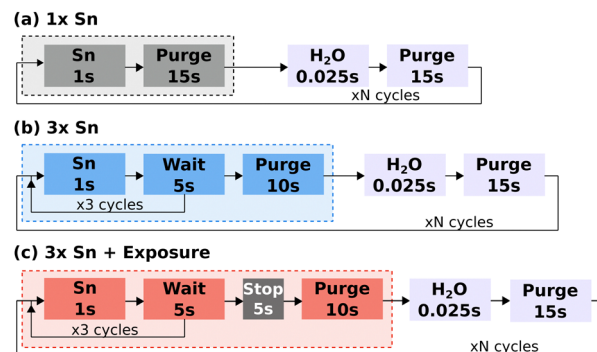 (a) 1x Sn
Sn
1s
Purge
15s
H₂O
0.025s
Purge
15s
xN cycles
(b) 3x Sn
Sn
1s
Wait
5s
Purge
10s
H₂O
0.025s
Purge
15s
x3 cycles
xN cycles
(c) 3x Sn + Exposure
Sn
1s
Wait
5s
Stop
5s
Purge
10s
H₂O
0.025s
Purge
15s
x3 cycles
xN cycles